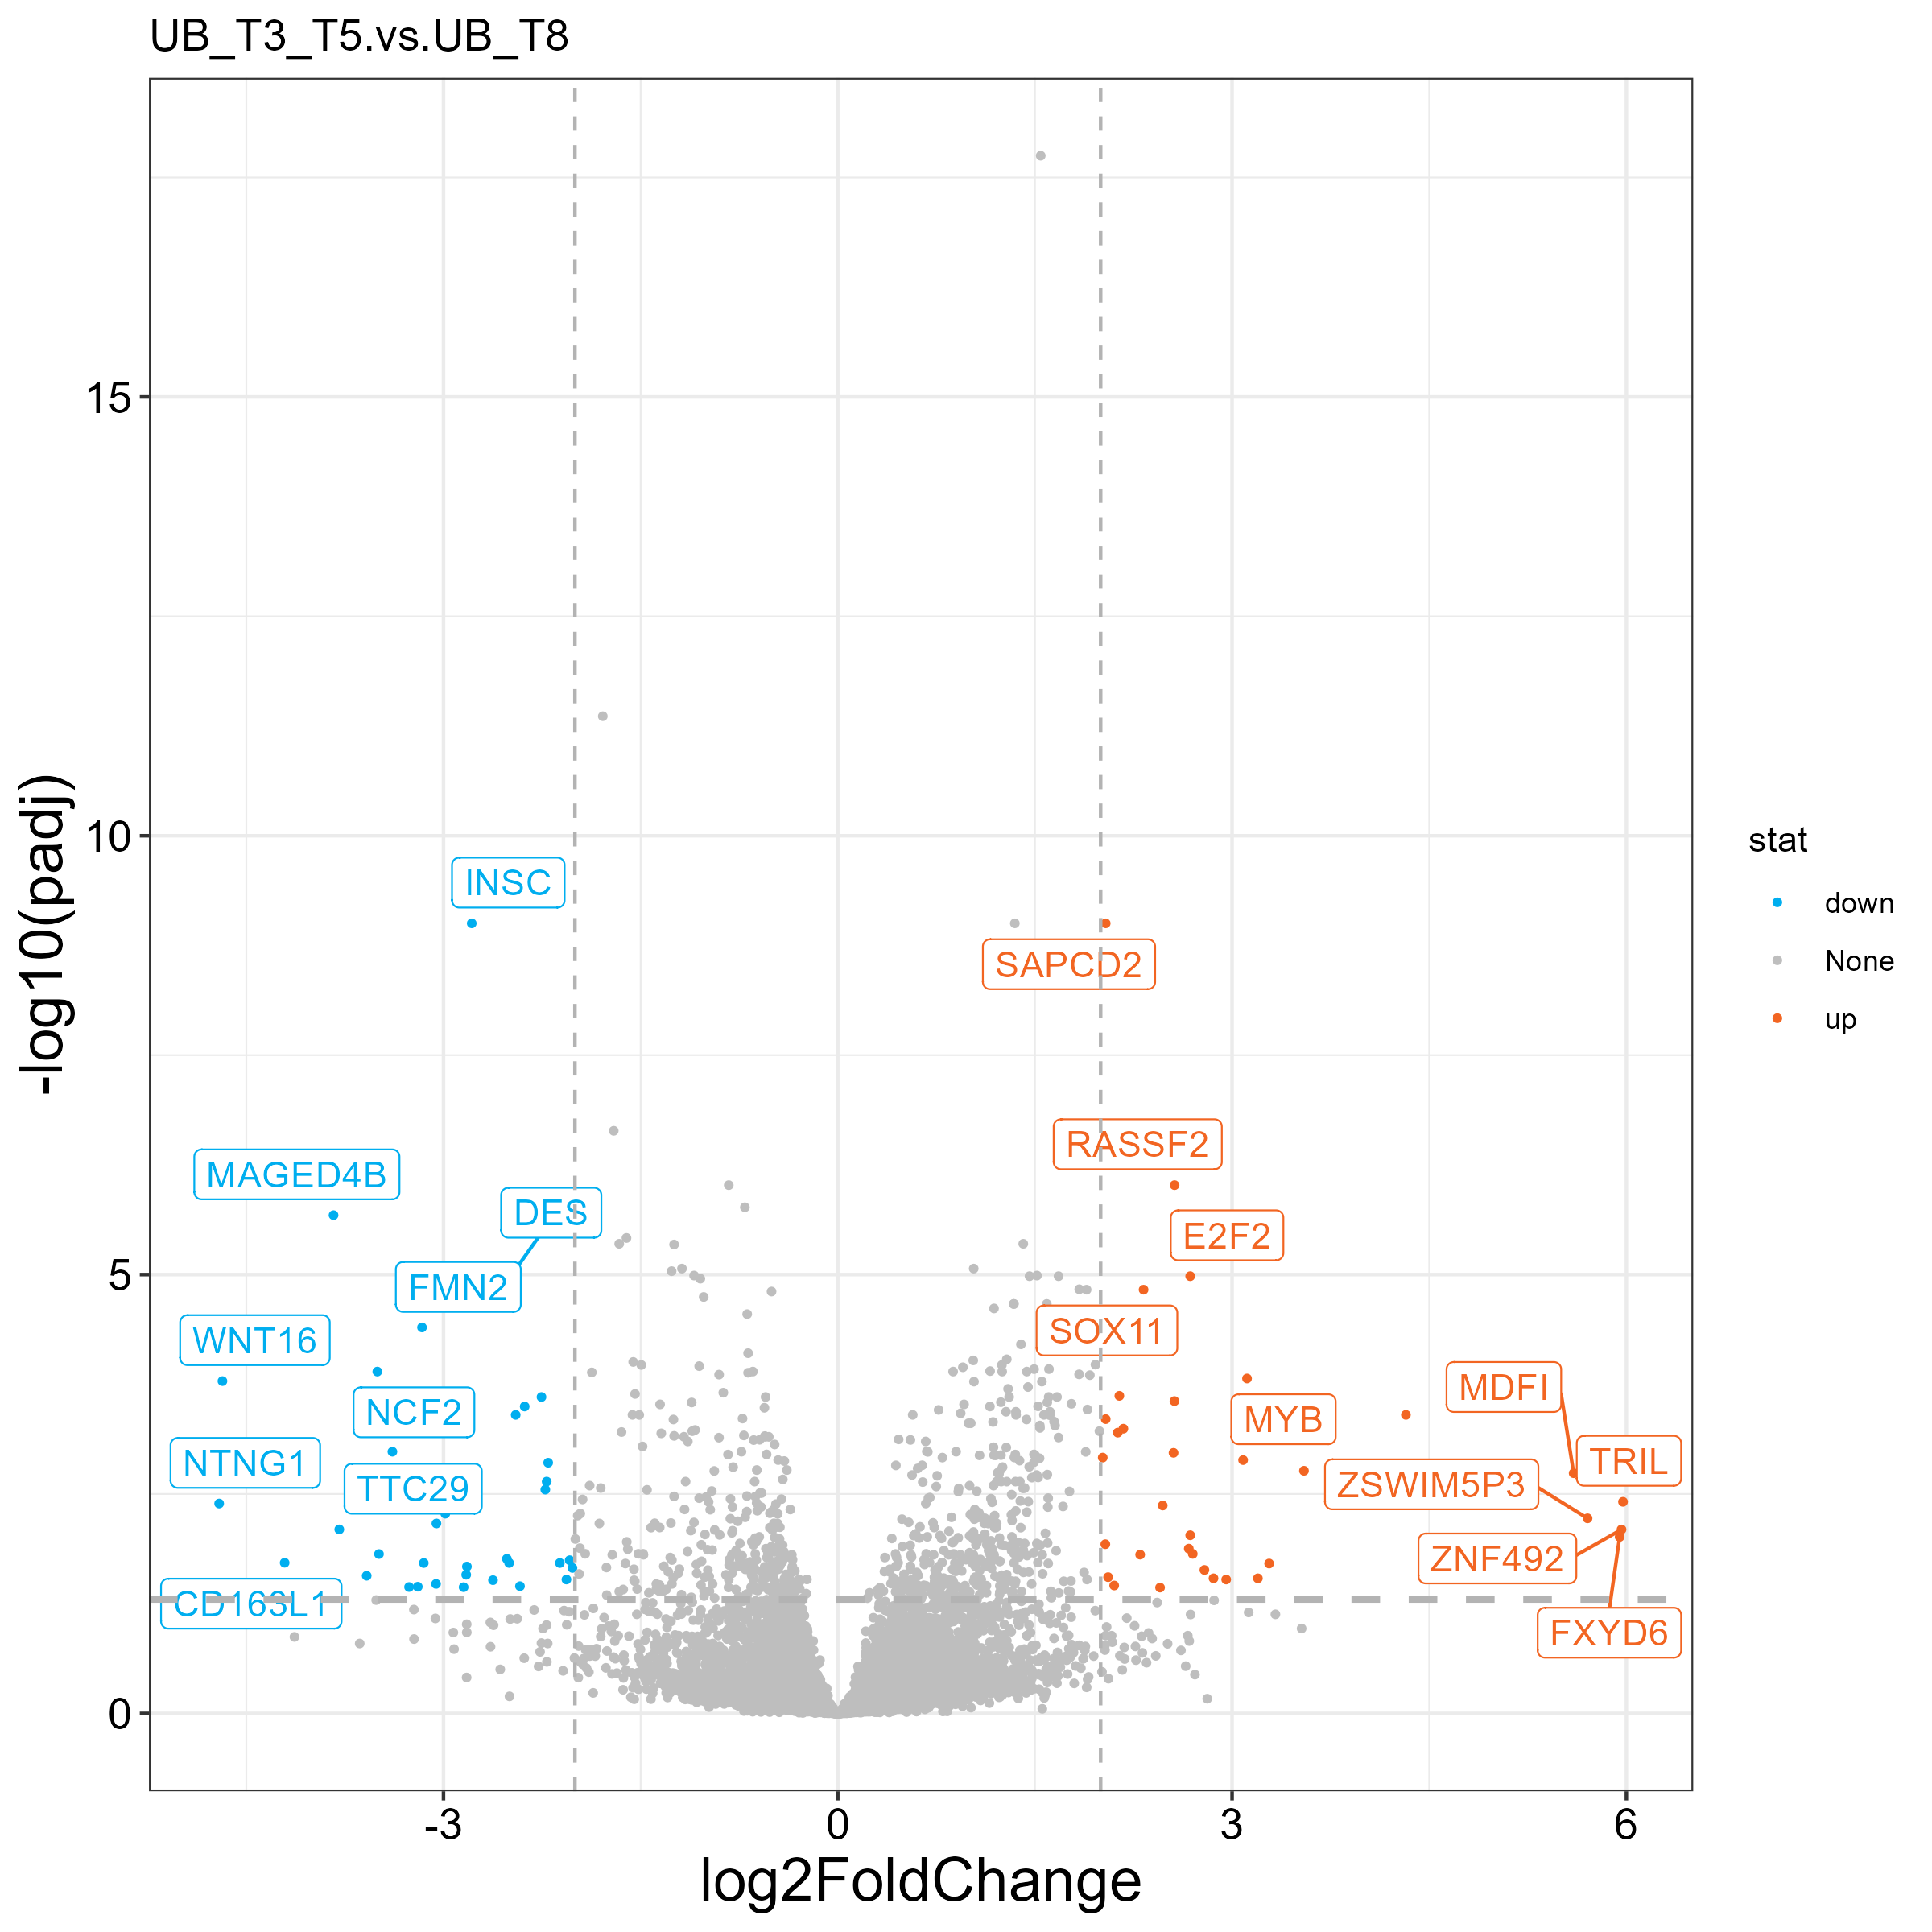 UB_T3_T5.vs.UB_T8
-log10(padj)
15
10
5
0
INSC
SAPCD2
RASSF2
MAGED4B
DES
E2F2
FMN2
SOX11
WNT16
MDFI
NCF2
MYB
NTNG1
TRIL
TTC29
ZSWIM5P3
ZNF492
CD163L1
FXYD6
-3
0
3
6
log2FoldChange
stat
down
None
up